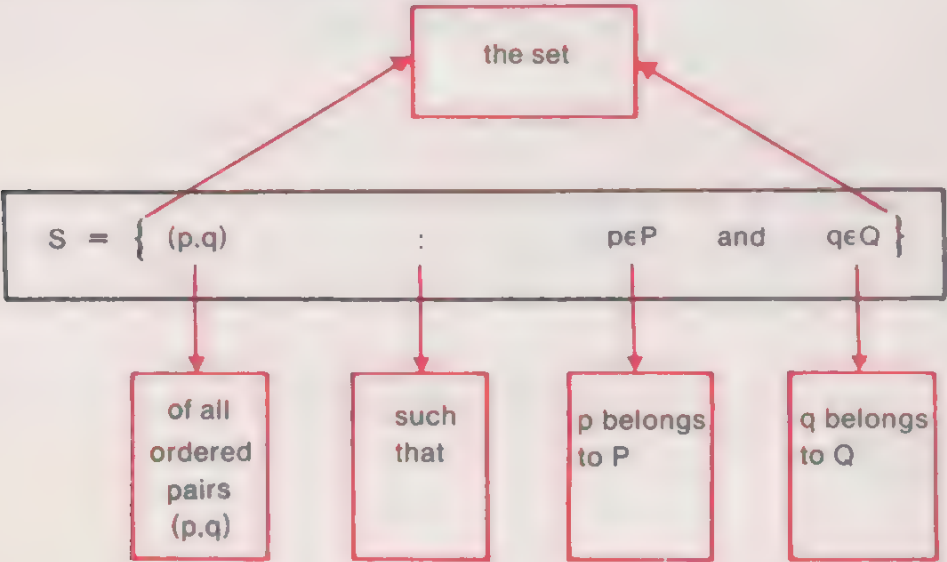 the set
S = { (p.q) : pϵP and qϵQ }
of all
ordered
pairs
(p.q)
such
that
p belongs
to P
q belongs
to Q